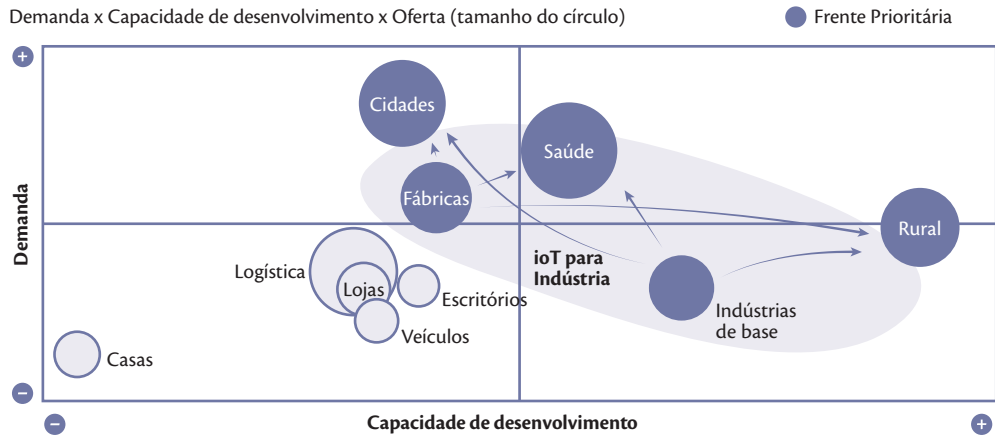 Demanda x Capacidade de desenvolvimento x Oferta (tamanho do círculo)
Frente Prioritária
+
Demanda
Cidades
Saúde
Fábricas
Rural
Logística
ioT para
Indústria
Lojas
Escritórios
Indústrias
de base
Veículos
Casas
−
−
Capacidade de desenvolvimento
+